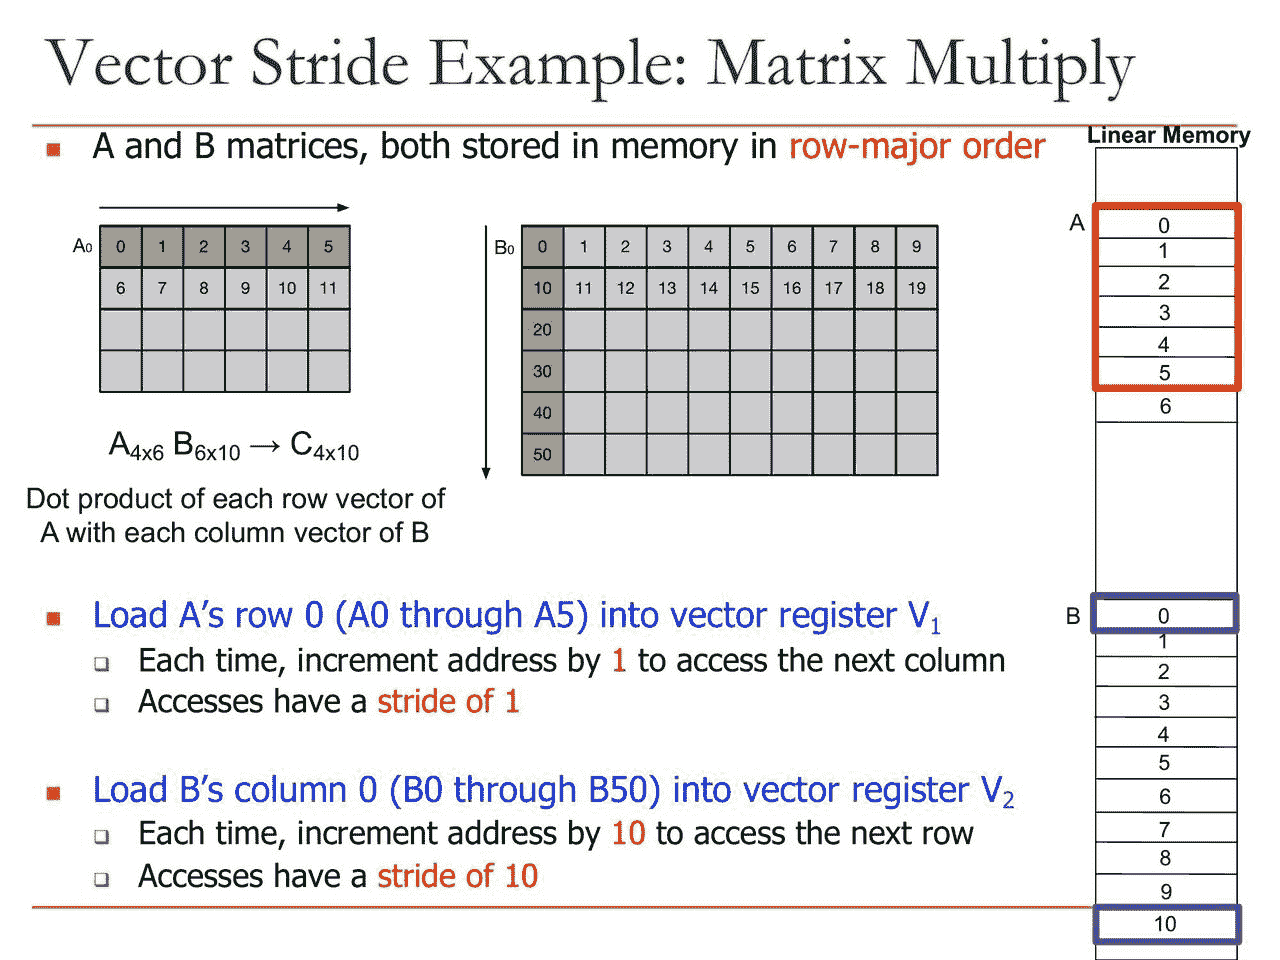 Vector Stride Example: Matrix Multiply
A and B matrices, both stored in memory in row-major order
Linear Memory
A0 0 1 2 3 4 5
6 7 8 9 10 11
B0 0 1 2 3 4 5 6 7 8 9
10 11 12 13 14 15 16 17 18 19
20
30
40
50
A4x6 B6x10 → C4x10
Dot product of each row vector of
A with each column vector of B
Load A’s row 0 (A0 through A5) into vector register V1
Each time, increment address by 1 to access the next column
Accesses have a stride of 1
Load B’s column 0 (B0 through B50) into vector register V2
Each time, increment address by 10 to access the next row
Accesses have a stride of 10
A 0
1
2
3
4
5
6
B 0
1
2
3
4
5
6
7
8
9
10